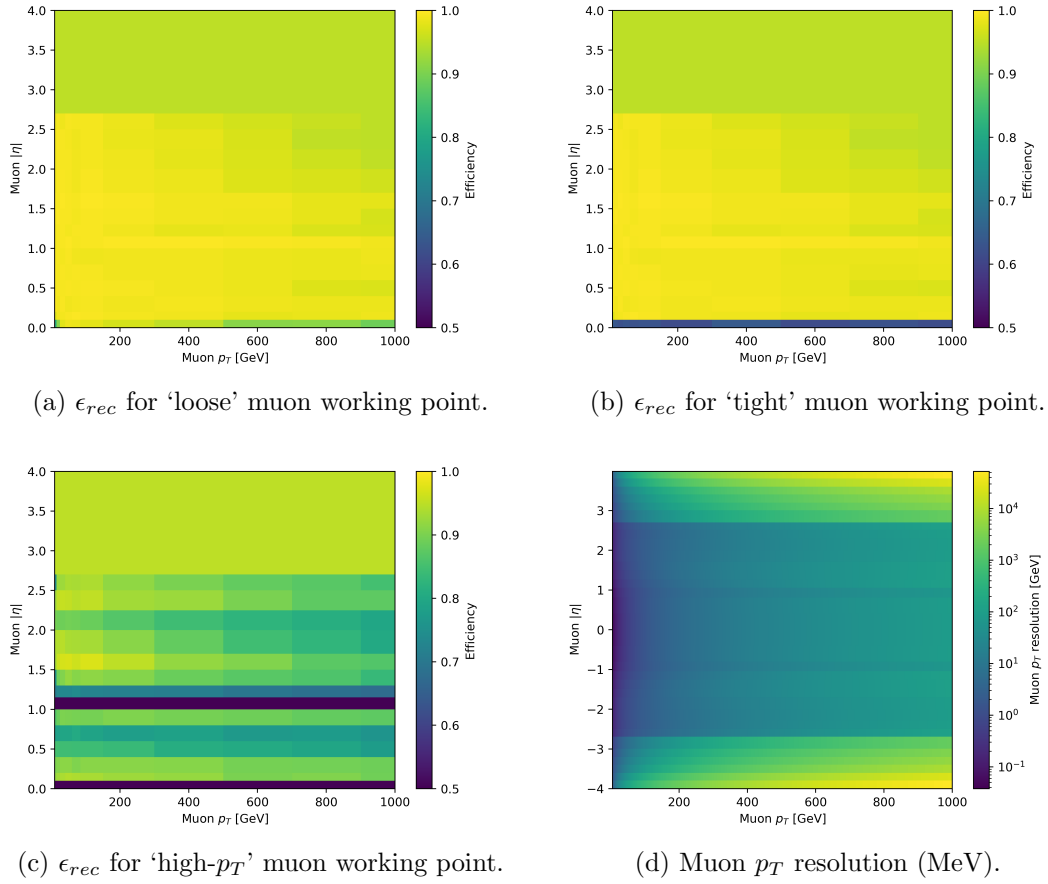 4.0
3.5
3.0
2.5
2.0
1.5
1.0
0.5
0.0
Muon |η|
200 400 600 800 1000
Muon p_T [GeV]
1.0
0.9
0.8
0.7
0.6
0.5
Efficiency
(a) ϵ_rec for ‘loose’ muon working point.
4.0
3.5
3.0
2.5
2.0
1.5
1.0
0.5
0.0
Muon |η|
200 400 600 800 1000
Muon p_T [GeV]
1.0
0.9
0.8
0.7
0.6
0.5
Efficiency
(b) ϵ_rec for ‘tight’ muon working point.
4.0
3.5
3.0
2.5
2.0
1.5
1.0
0.5
0.0
Muon |η|
200 400 600 800 1000
Muon p_T [GeV]
1.0
0.9
0.8
0.7
0.6
0.5
Efficiency
(c) ϵ_rec for ‘high-p_T’ muon working point.
3
2
1
0
−1
−2
−3
−4
Muon |η|
200 400 600 800 1000
Muon p_T [GeV]
10^4
10^3
10^2
10^1
10^0
10^−1
Muon p_T resolution [GeV]
(d) Muon p_T resolution (MeV).